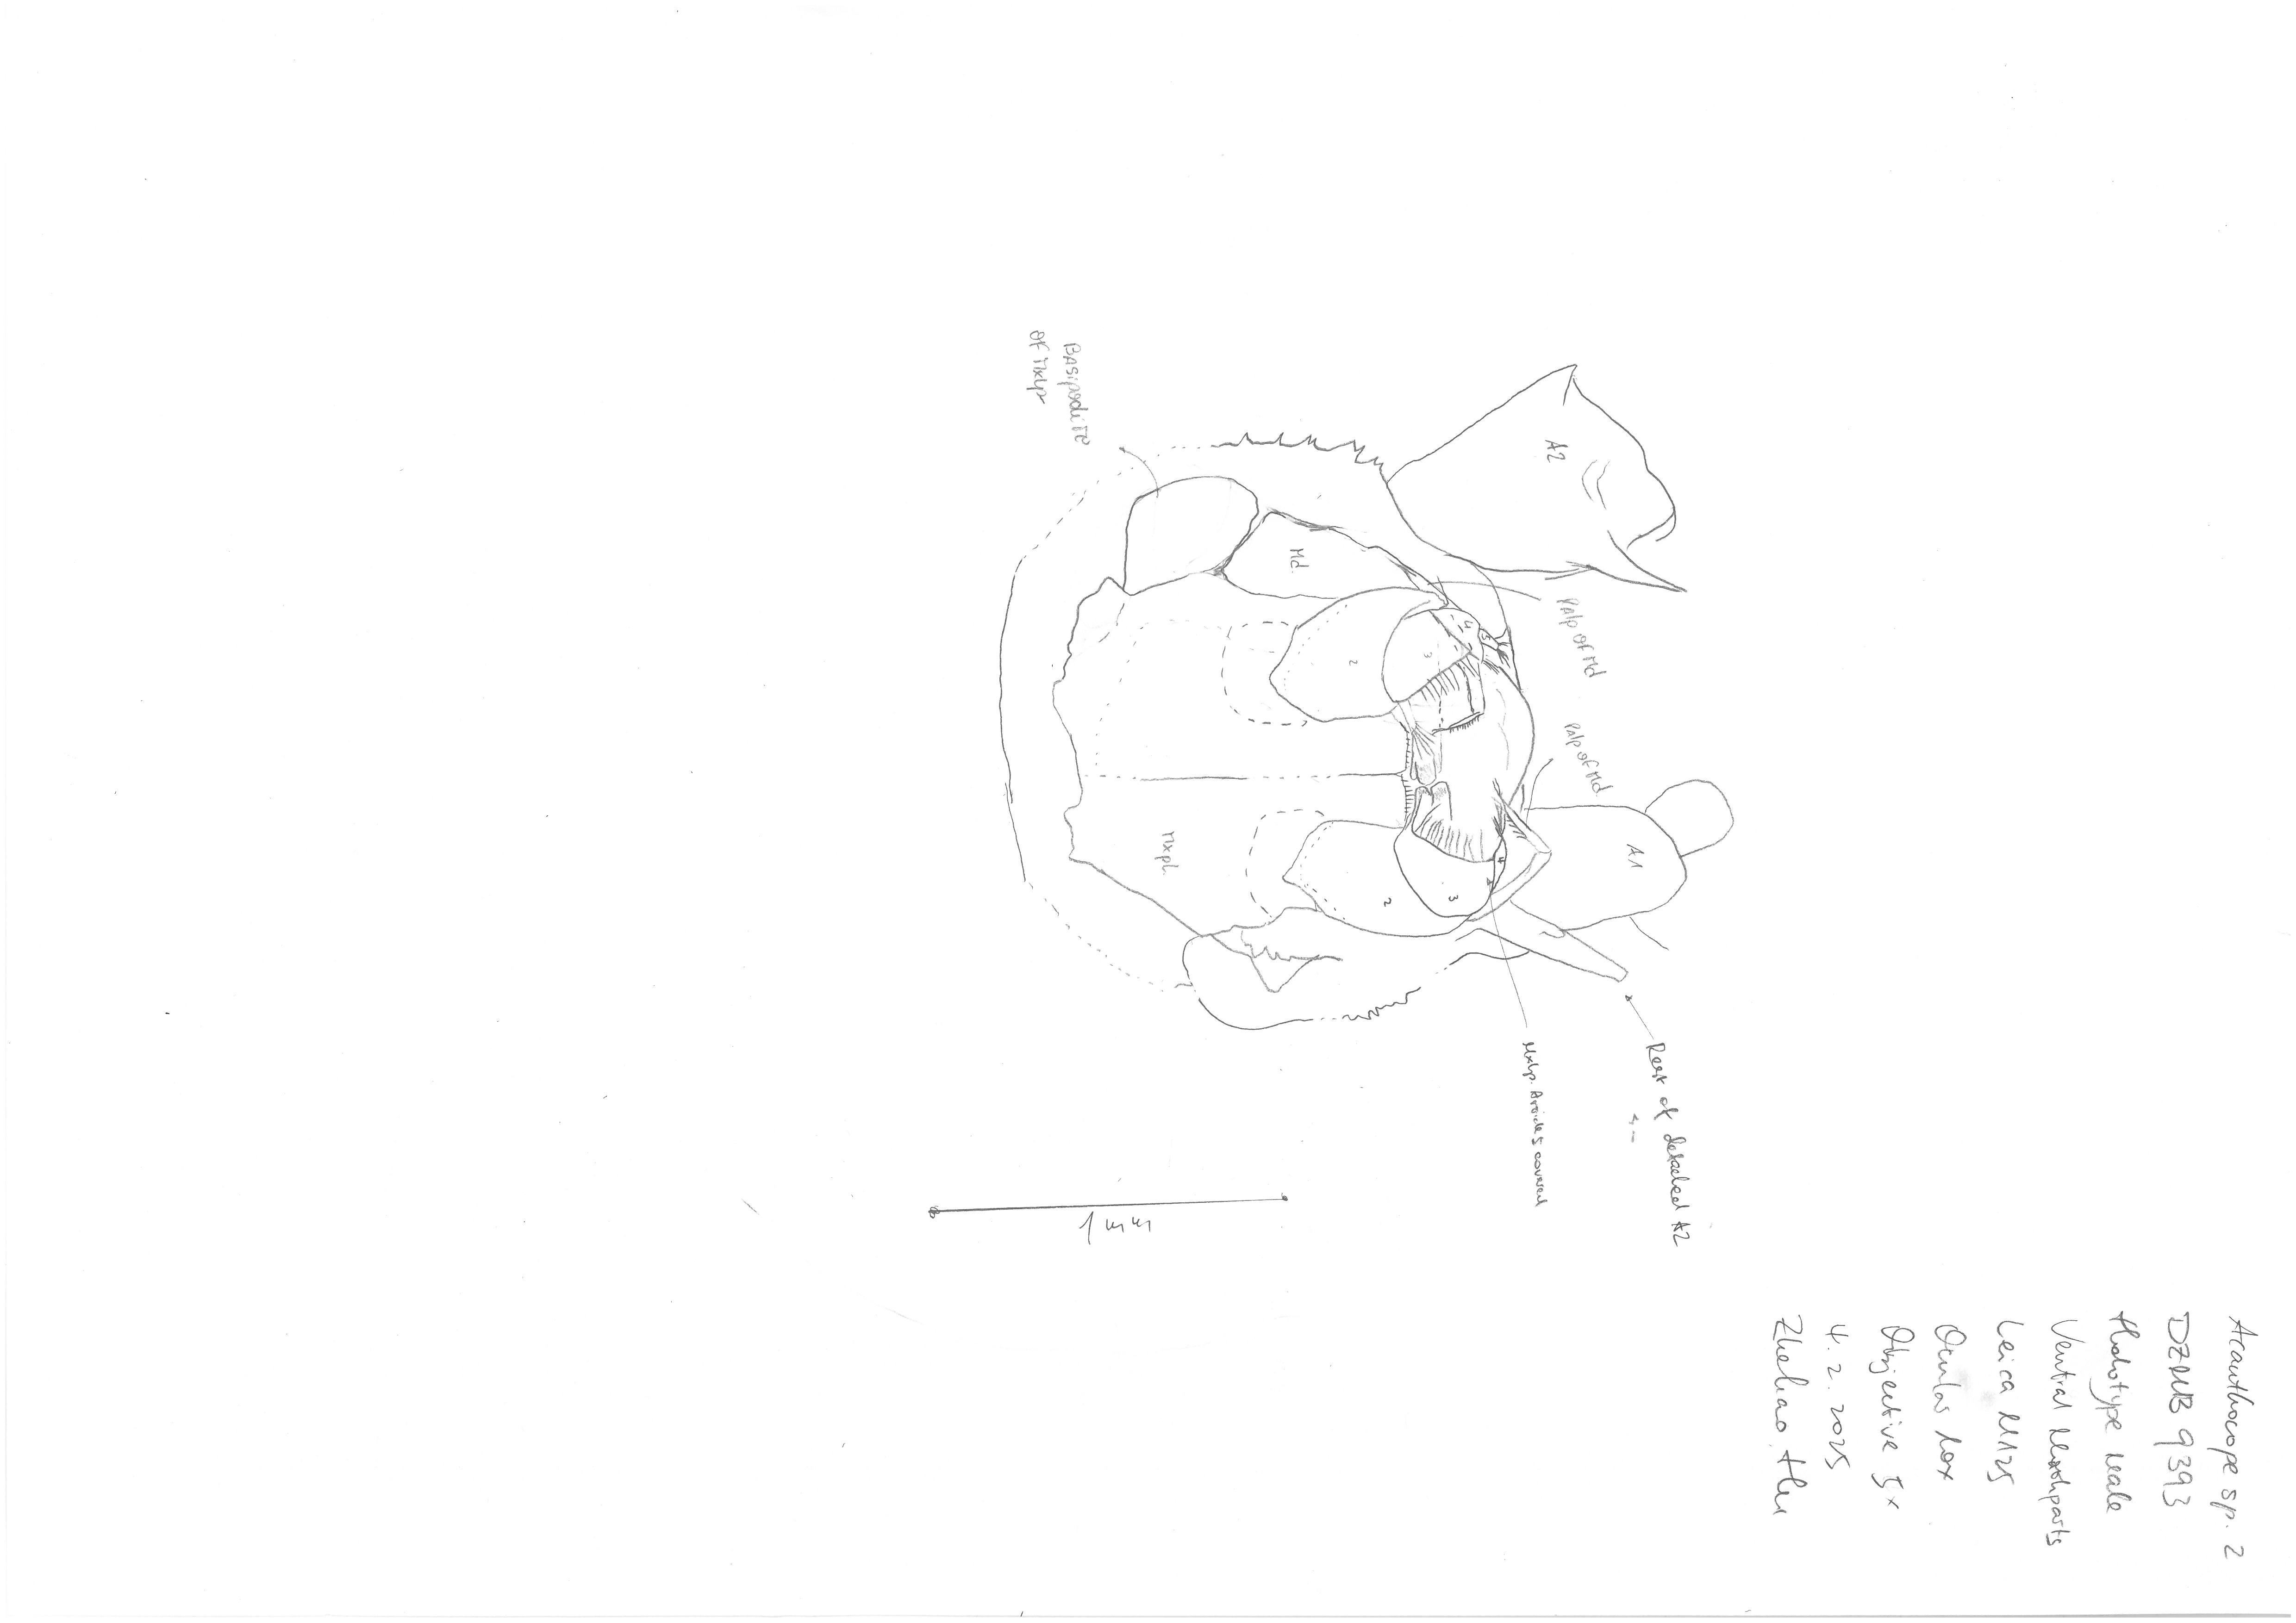 Acanthocope sp. 2
DZMB 9393
Holotype Male
Ventral Mouthparts
Leica M125
Ocular 10x
Objective 5x
4. 2. 2025
Zhehao Hu
Rest of detached A2
A1
A2
Palp of Md
Palp of Md
Mxlp. Article 5 covered
5
4
4
3
3
2
2
Md.
Mxpl.
?
1 mm
Basipodite
of Mxlp